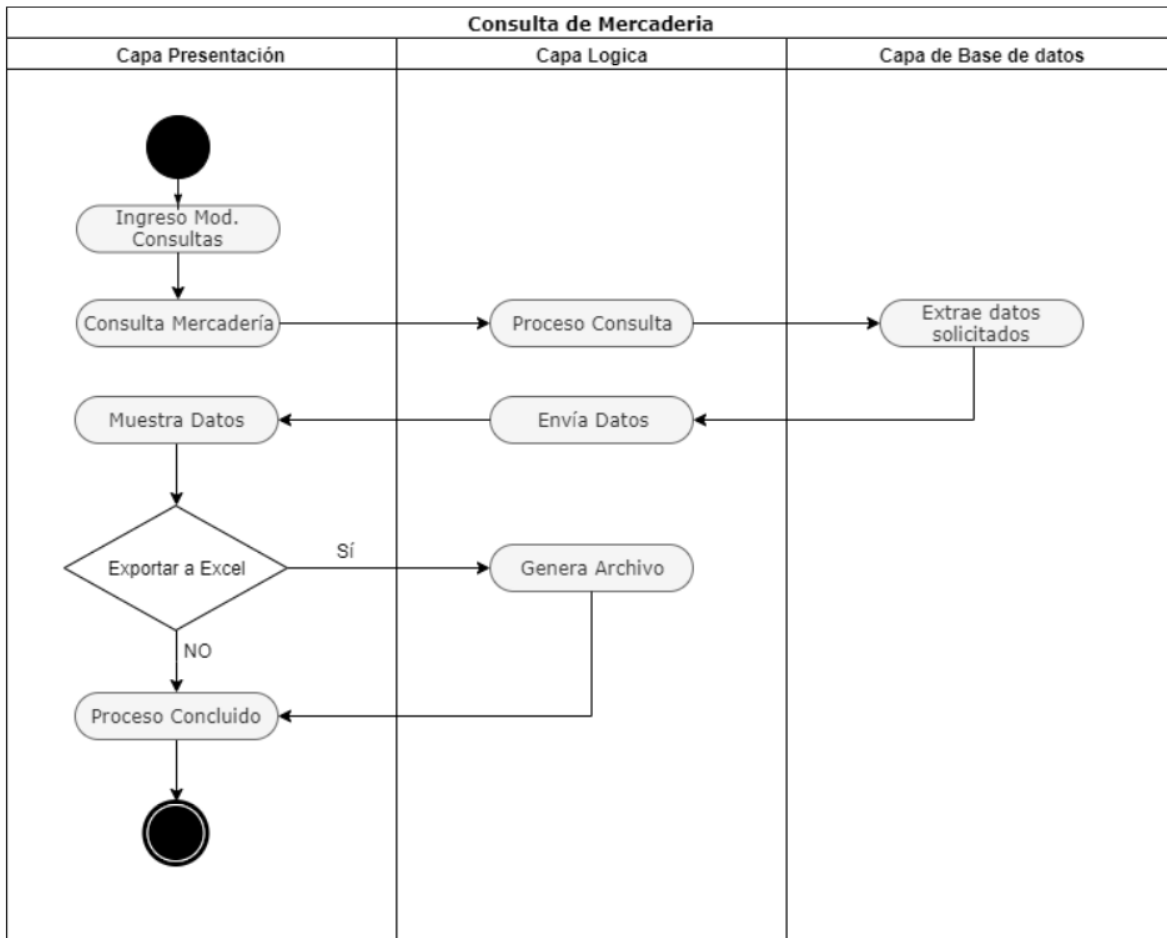 Consulta de Mercaderia
Capa Presentación
Capa Logica
Capa de Base de datos
Ingreso Mod.
Consultas
Consulta Mercadería
Proceso Consulta
Extrae datos
solicitados
Muestra Datos
Envía Datos
Exportar a Excel
Sí
Genera Archivo
NO
Proceso Concluido